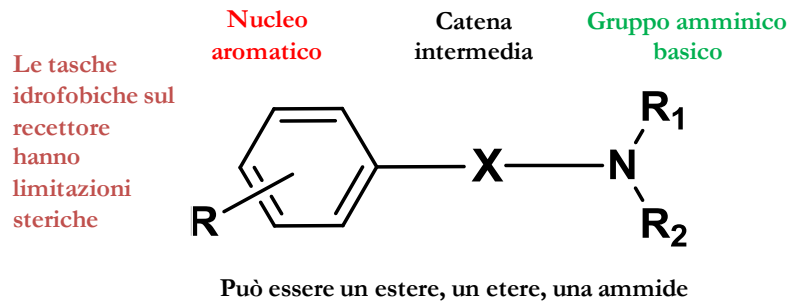 Nucleo
aromatico
Catena
intermedia
Gruppo amminico
basico
Le tasche
idrofobiche sul
recettore
hanno
limitazioni
steriche
R
X
N
R1
R2
Può essere un estere, un etere, una ammide